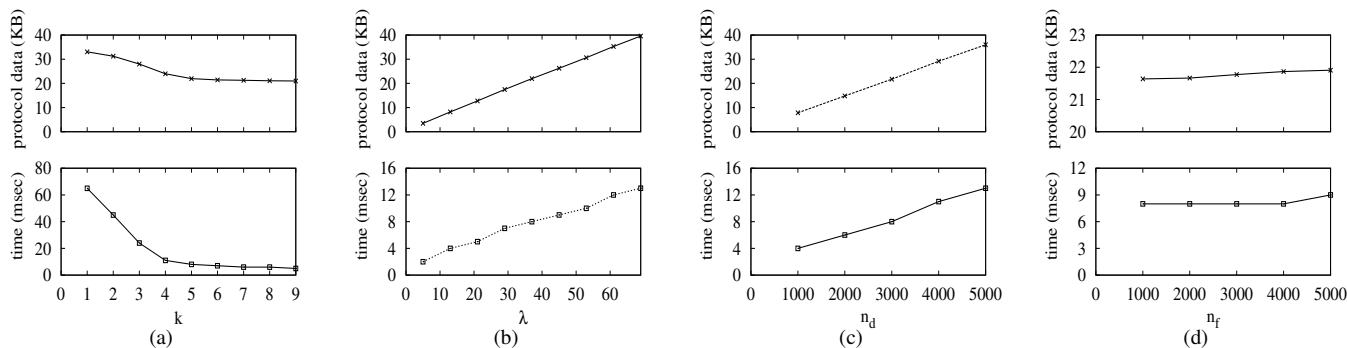 protocol data (KB)
40
30
20
10
0
time (msec)
80
60
40
20
0
0 1 2 3 4 5 6 7 8 9
k
(a)
protocol data (KB)
40
30
20
10
0
time (msec)
16
12
8
4
0
0 10 20 30 40 50 60
λ
(b)
protocol data (KB)
40
30
20
10
0
time (msec)
16
12
8
4
0
0 1000 2000 3000 4000 5000
n_d
(c)
protocol data (KB)
23
22
21
20
time (msec)
12
9
6
3
0
0 1000 2000 3000 4000 5000
n_f
(d)